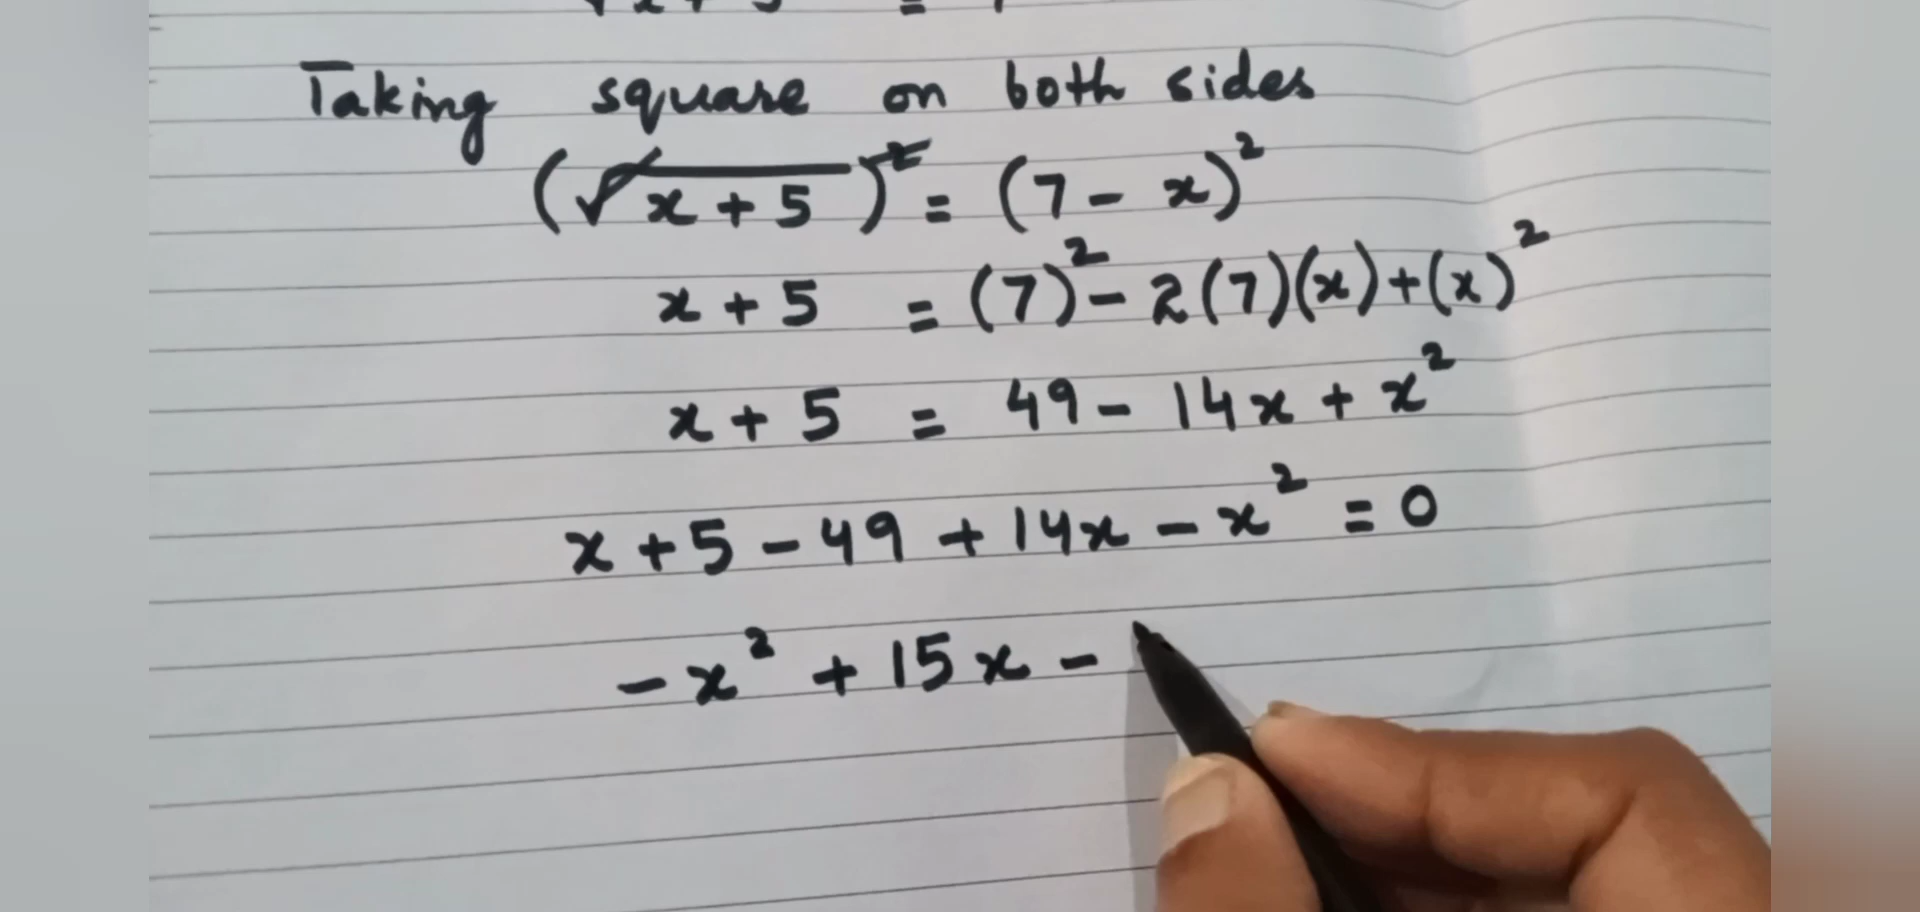 Taking square on both sides
(√x + 5)² = (7 - x)²
x + 5 = (7)² - 2(7)(x) + (x)²
x + 5 = 49 - 14x + x²
x + 5 - 49 + 14x - x² = 0
- x² + 15x -